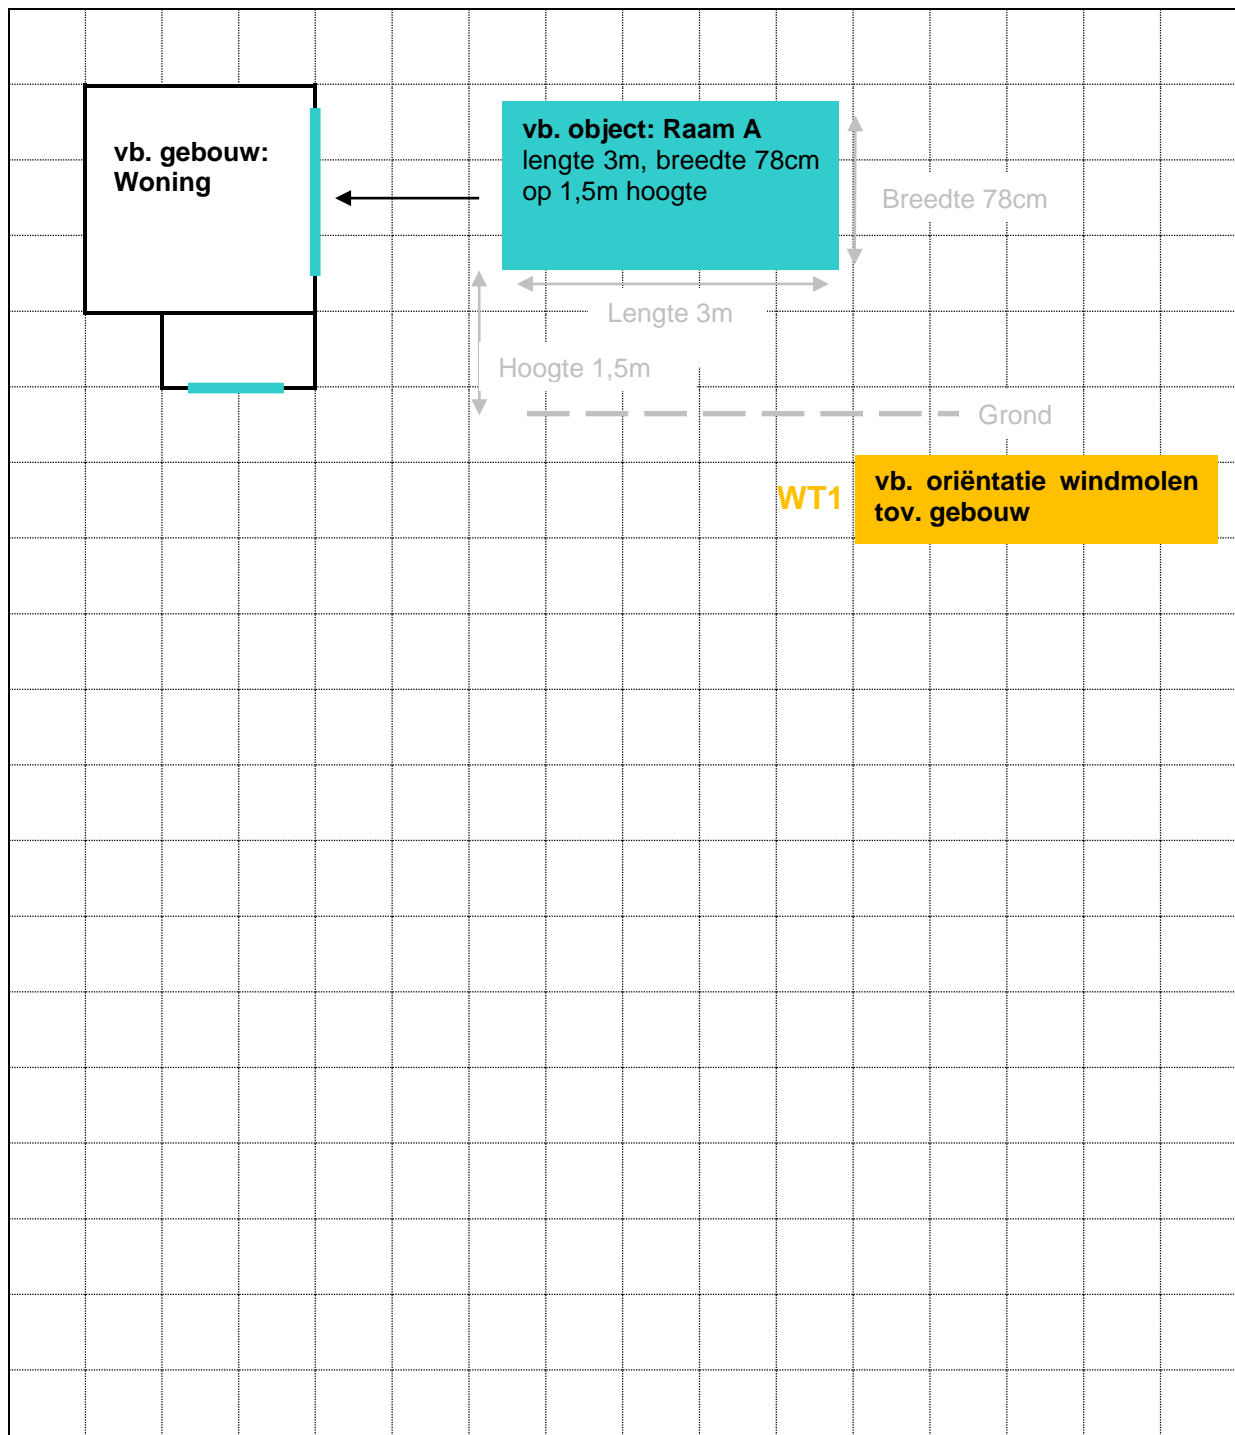 vb. gebouw:
Woning
vb. object: Raam A
lengte 3m, breedte 78cm
op 1,5m hoogte
Breedte 78cm
Lengte 3m
Hoogte 1,5m
Grond
WT1
vb. oriëntatie windmolen
tov. gebouw